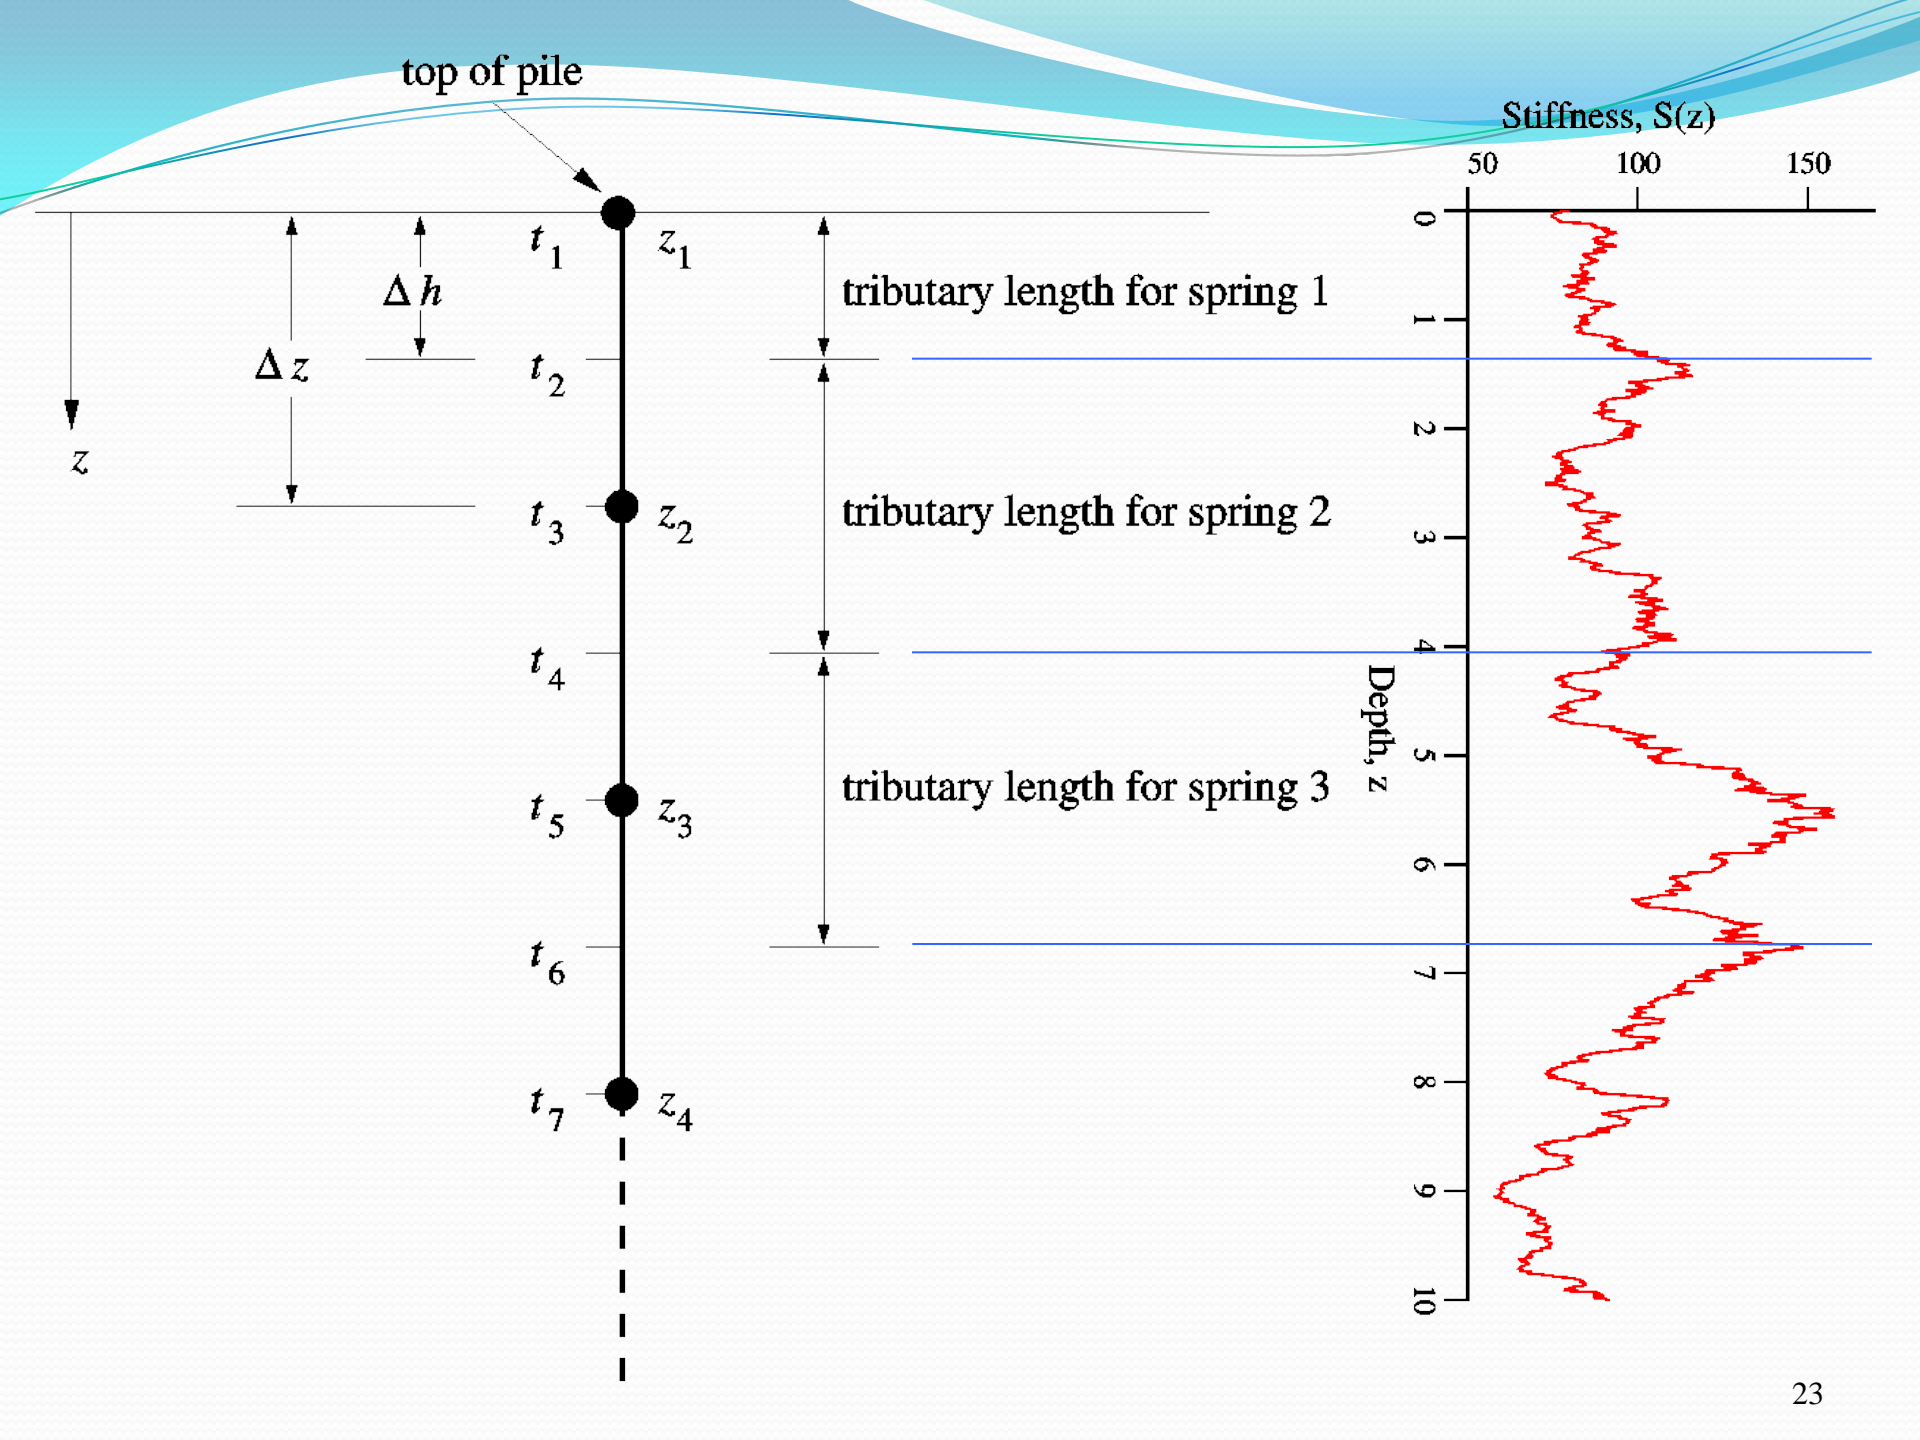 top of pile
Stiffness, S(z)
50 100 150
t1 z1
Δ h
tributary length for spring 1
Δ z
t2
z
t3 z2
tributary length for spring 2
t4
t5 z3
tributary length for spring 3
t6
t7 z4
Depth, z
0
1
2
3
4
5
6
7
8
9
10
23